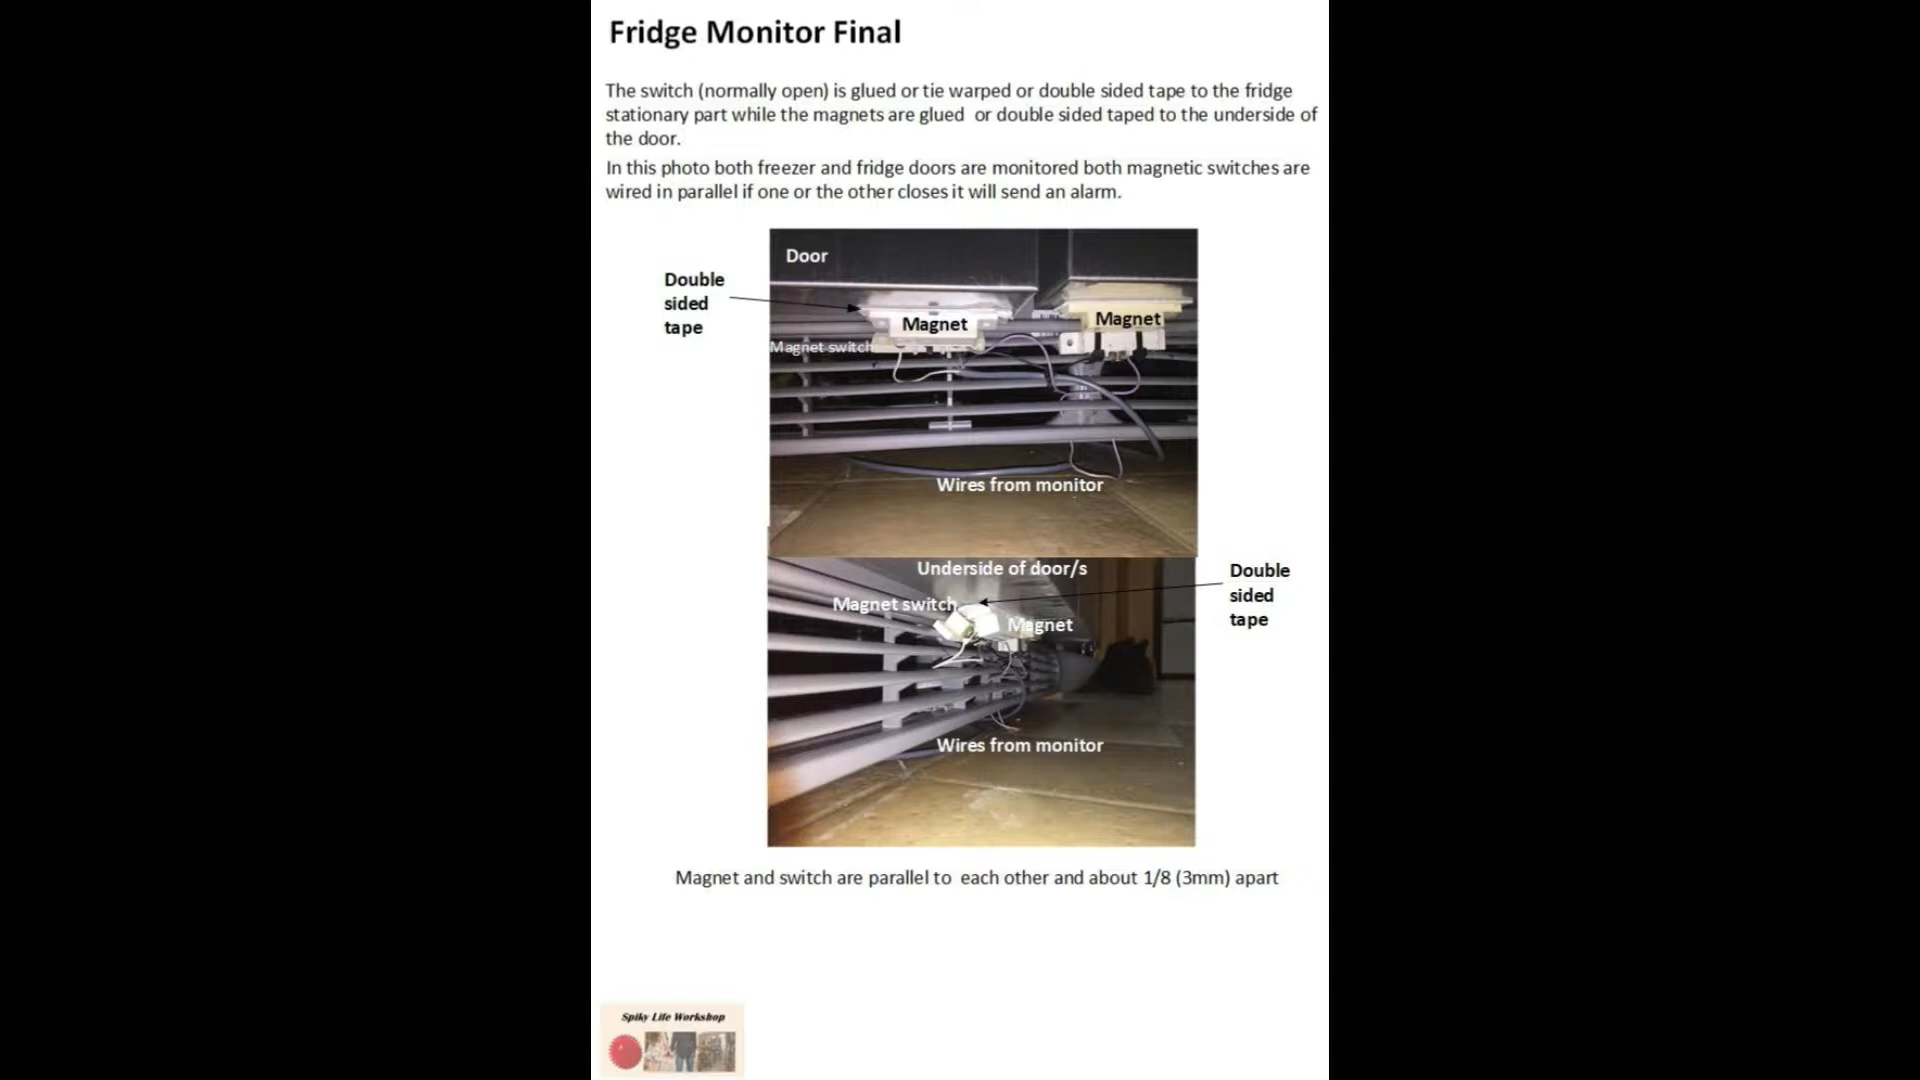 Fridge Monitor Final
The switch (normally open) is glued or tie warped or double sided tape to the fridge
stationary part while the magnets are glued or double sided taped to the underside of
the door.
In this photo both freezer and fridge doors are monitored both magnetic switches are
wired in parallel if one or the other closes it will send an alarm.
Door
Double
sided
tape
Magnet
Magnet
Magnet switch
Wires from monitor
Underside of door/s
Double
sided
tape
Magnet switch
Magnet
Wires from monitor
Magnet and switch are parallel to each other and about 1/8 (3mm) apart
Spiky Life Workshop